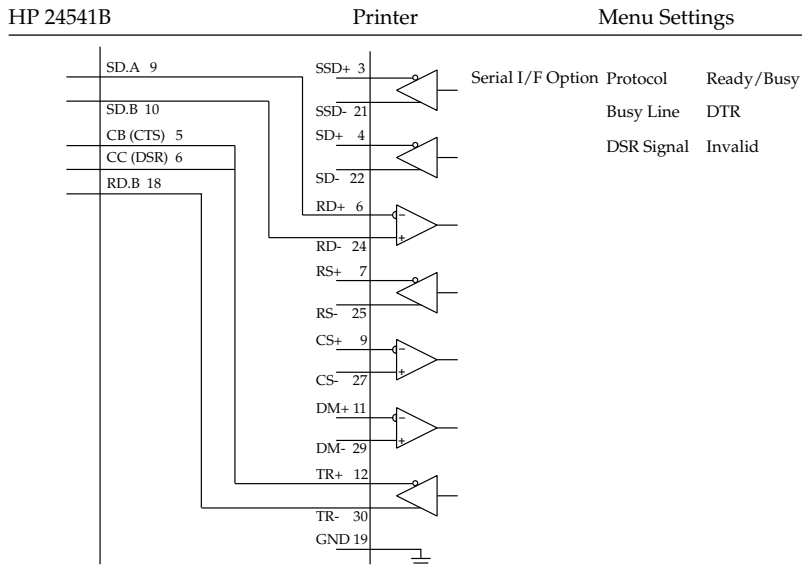 HP 24541B Printer Menu Settings
SD.A 9
SD.B 10
CB (CTS) 5
CC (DSR) 6
RD.B 18
SSD+ 3
SSD- 21
SD+ 4
SD- 22
RD+ 6
RD- 24
RS+ 7
RS- 25
CS+ 9
CS- 27
DM+ 11
DM- 29
TR+ 12
TR- 30
GND 19
Serial I/F Option Protocol Ready/Busy
Busy Line DTR
DSR Signal Invalid